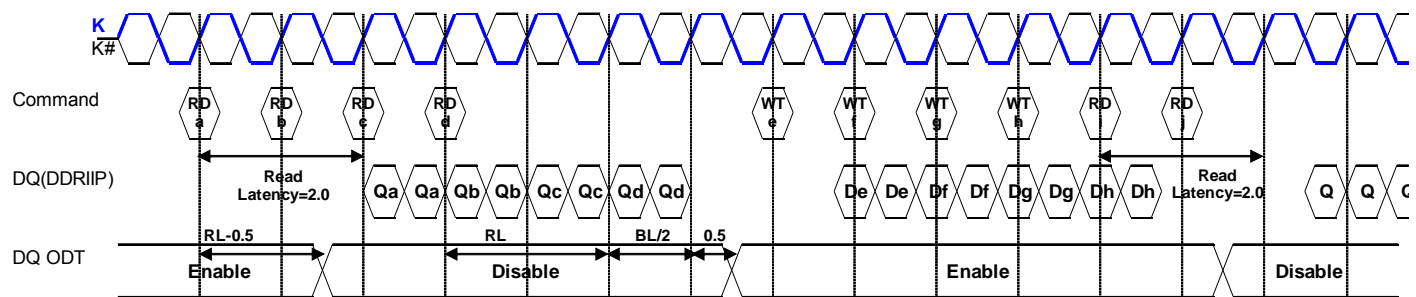 K
K#
Command
RD a RD b RD c RD d WT e WT f WT g WT h RD i RD j
Read
Latency=2.0
Read
Latency=2.0
DQ(DDRIIP)
Qa Qa Qb Qb Qc Qc Qd Qd De De Df Df Dg Dg Dh Dh Q Q
DQ ODT
RL-0.5 RL BL/2 0.5
Enable Disable Enable Disable